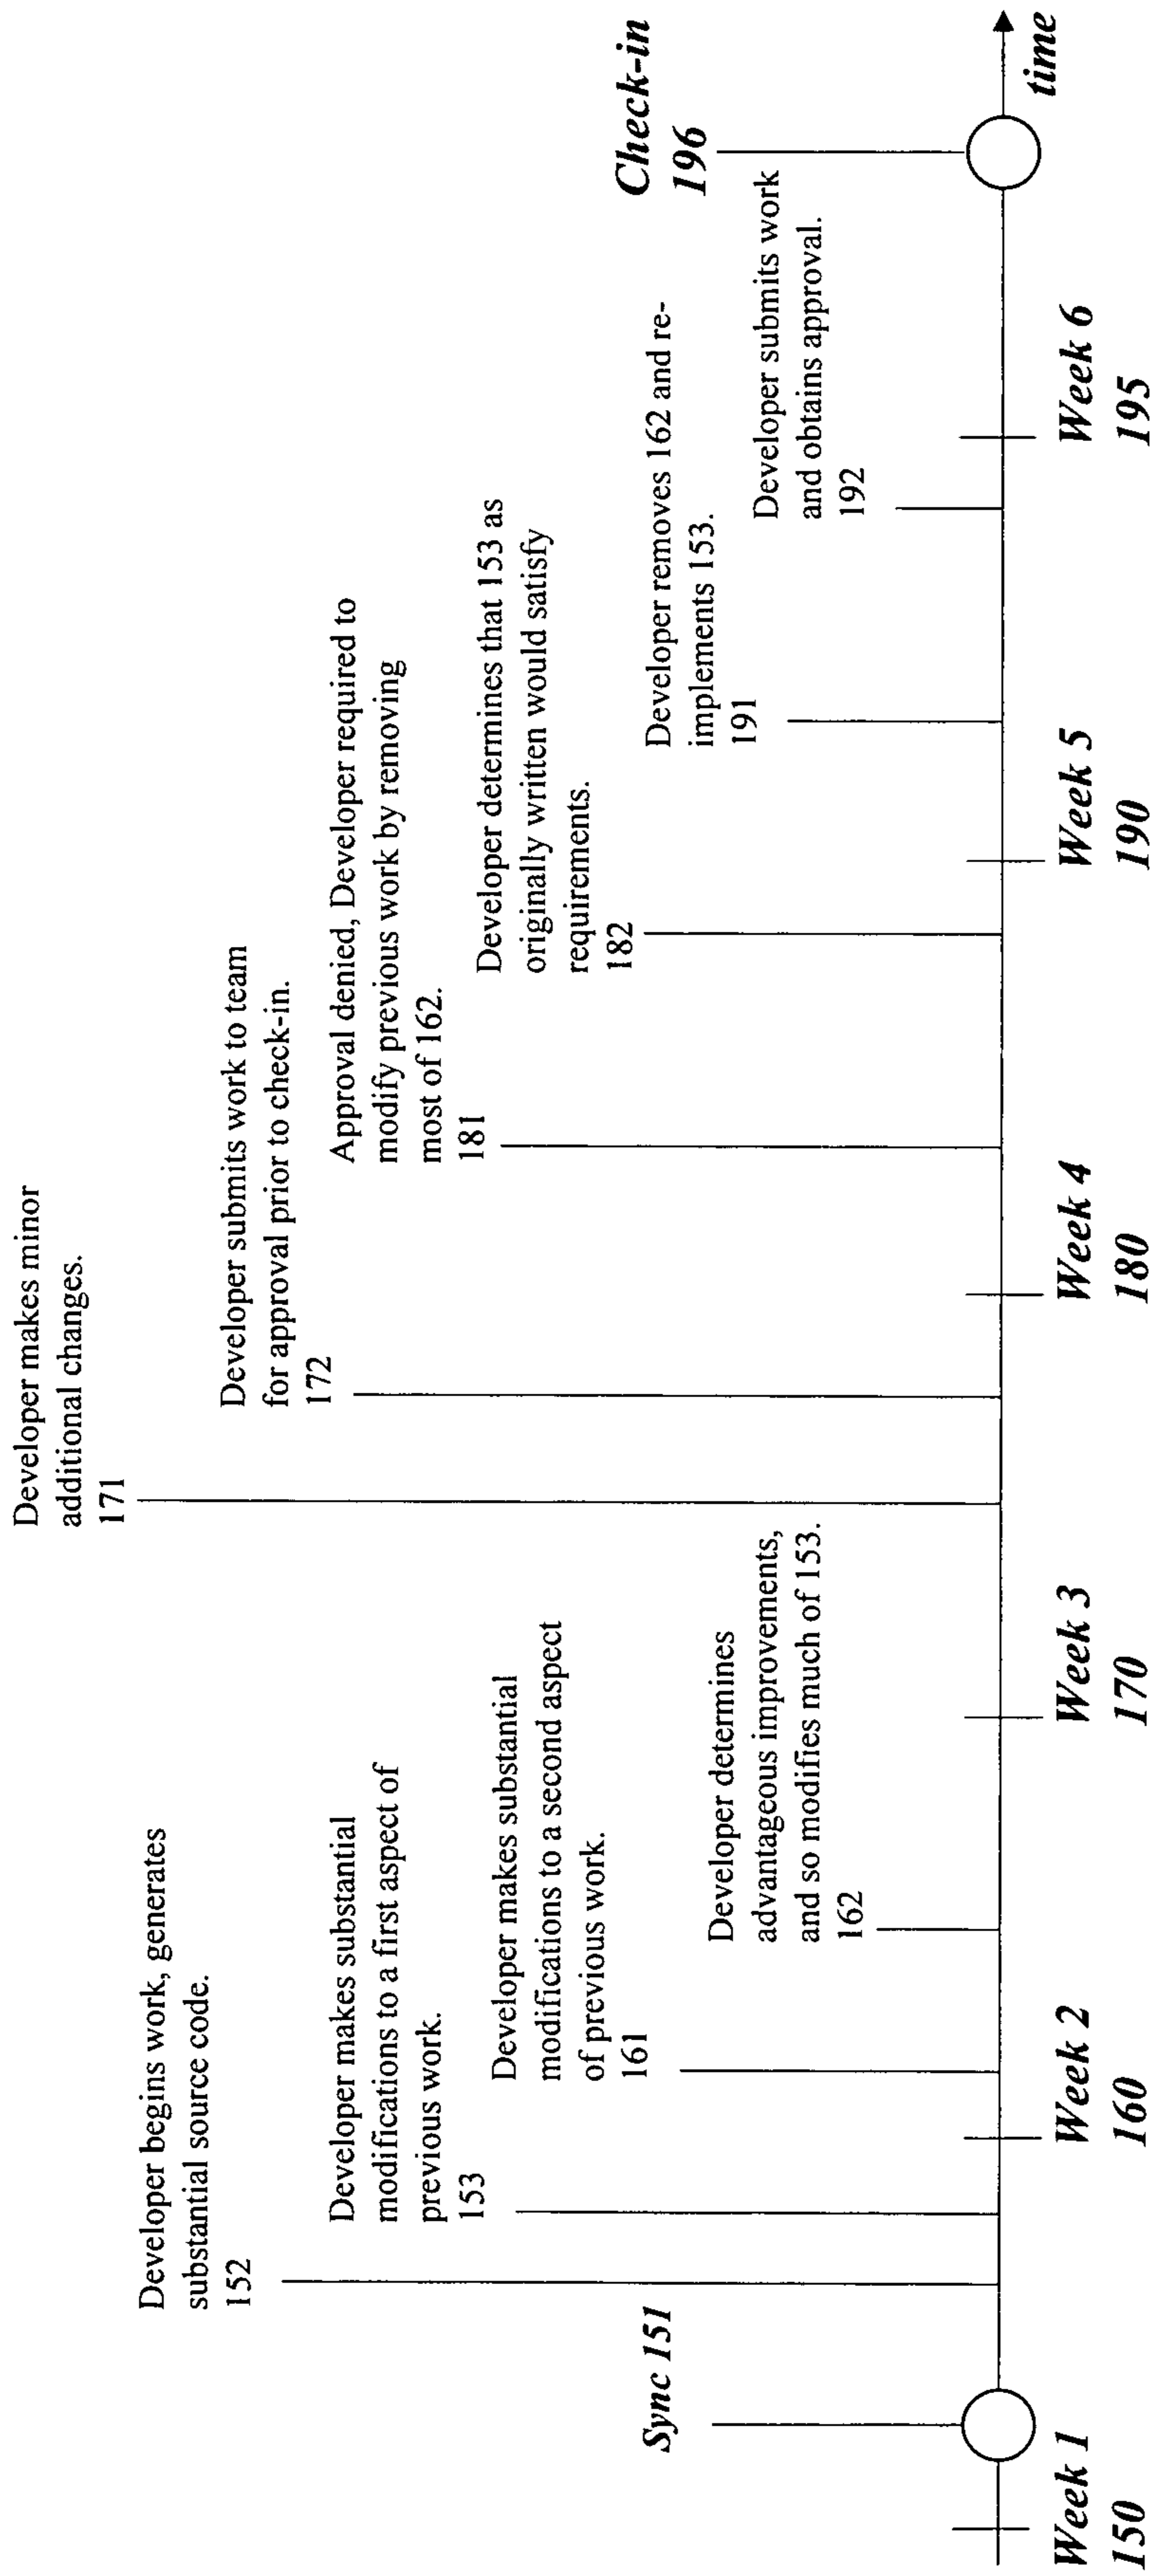 Developer makes minor
additional changes.
171
Developer begins work, generates
substantial source code.
152
Developer submits work to team
for approval prior to check-in.
172
Developer makes substantial
modifications to a first aspect of
previous work.
153
Approval denied, Developer required to
modify previous work by removing
most of 162.
181
Developer makes substantial
modifications to a second aspect
of previous work.
161
Developer determines that 153 as
originally written would satisfy
requirements.
182
Sync 151
Developer determines
advantageous improvements,
and so modifies much of 153.
162
Developer removes 162 and re-
implements 153.
191
Developer submits work
and obtains approval.
192
Check-in
196
time
Week 1
150
Week 2
160
Week 3
170
Week 4
180
Week 5
190
Week 6
195